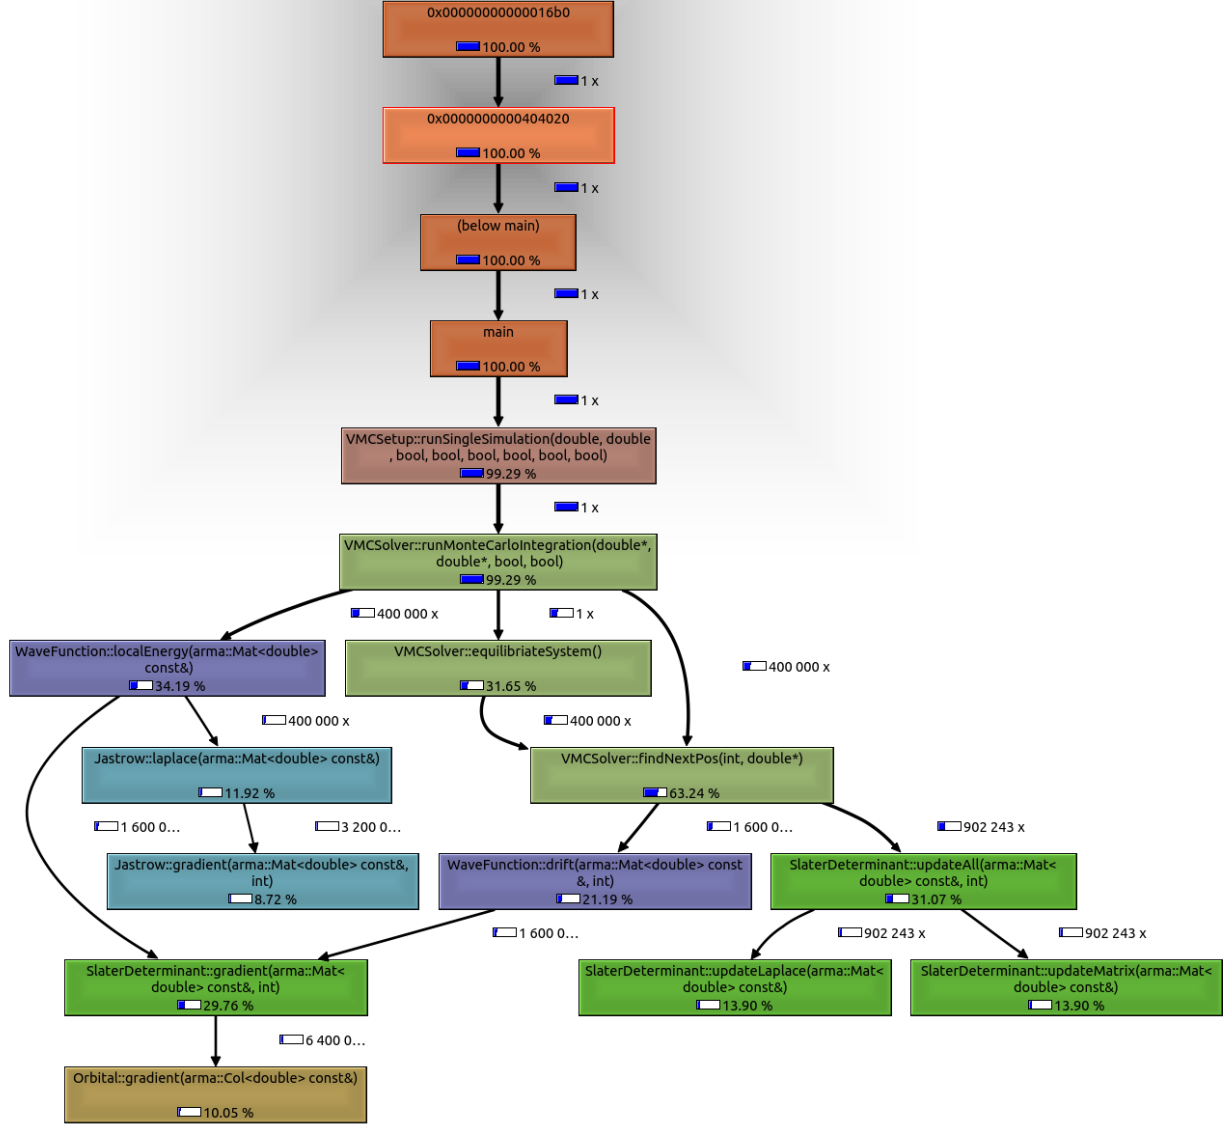 0x00000000000016b0
100.00 %
1 x
0x0000000000404020
100.00 %
1 x
(below main)
100.00 %
1 x
main
100.00 %
1 x
VMCSetup::runSingleSimulation(double, double
, bool, bool, bool, bool, bool, bool)
99.29 %
1 x
VMCSolver::runMonteCarloIntegration(double*,
double*, bool, bool)
99.29 %
400 000 x
1 x
400 000 x
WaveFunction::localEnergy(arma::Mat<double>
const&)
34.19 %
VMCSolver::equilibriateSystem()
31.65 %
400 000 x
400 000 x
Jastrow::laplace(arma::Mat<double> const&)
11.92 %
VMCSolver::findNextPos(int, double*)
63.24 %
1 600 0...
3 200 0...
1 600 0...
902 243 x
Jastrow::gradient(arma::Mat<double> const&,
int)
8.72 %
WaveFunction::drift(arma::Mat<double> const
&, int)
21.19 %
SlaterDeterminant::updateAll(arma::Mat<
double> const&, int)
31.07 %
1 600 0...
902 243 x
902 243 x
SlaterDeterminant::gradient(arma::Mat<
double> const&, int)
29.76 %
SlaterDeterminant::updateLaplace(arma::Mat<
double> const&)
13.90 %
SlaterDeterminant::updateMatrix(arma::Mat<
double> const&)
13.90 %
6 400 0...
Orbital::gradient(arma::Col<double> const&)
10.05 %